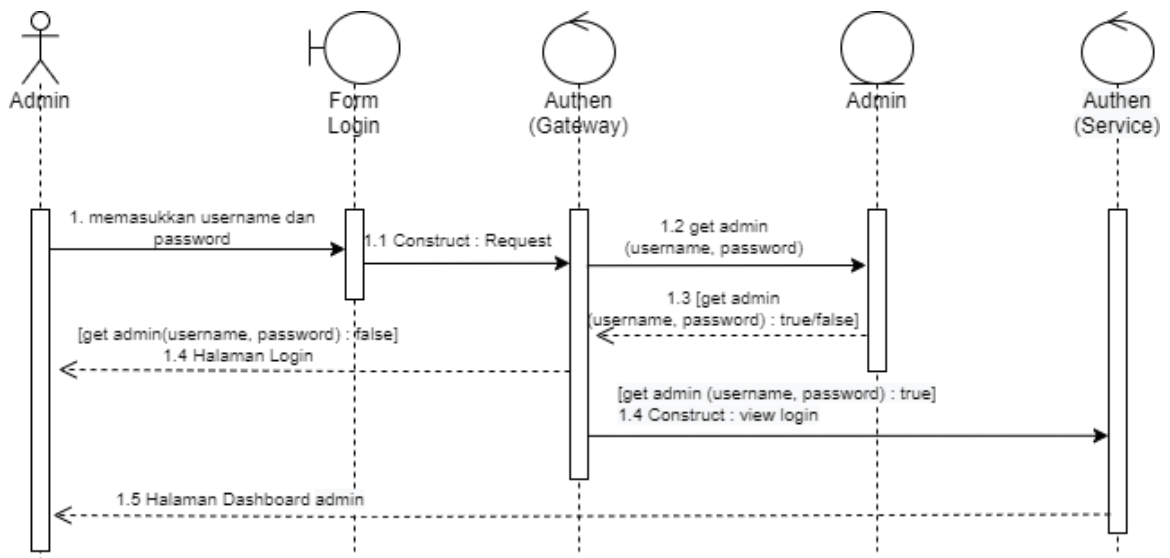 Admin
Form
Login
Authen
(Gateway)
Admin
Authen
(Service)
1. memasukkan username dan
password
1.1 Construct : Request
1.2 get admin
(username, password)
1.3 [get admin
(username, password) : true/false]
[get admin(username, password) : false]
1.4 Halaman Login
[get admin (username, password) : true]
1.4 Construct : view login
1.5 Halaman Dashboard admin